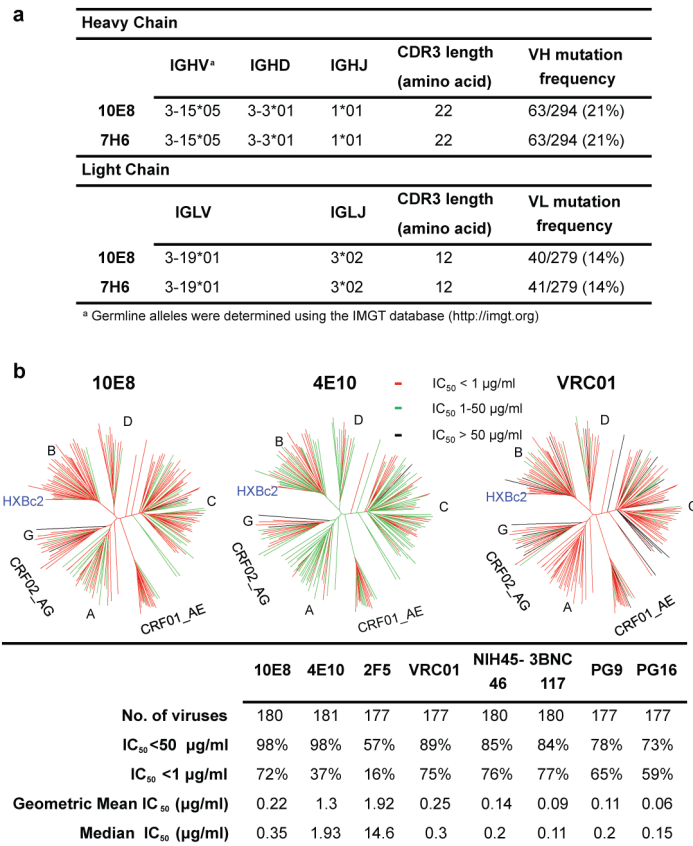 a
Heavy Chain
IGHVᵃ IGHD IGHJ CDR3 length (amino acid) VH mutation frequency
10E8 3-15*05 3-3*01 1*01 22 63/294 (21%)
7H6 3-15*05 3-3*01 1*01 22 63/294 (21%)
Light Chain
IGLV IGLJ CDR3 length (amino acid) VL mutation frequency
10E8 3-19*01 3*02 12 40/279 (14%)
7H6 3-19*01 3*02 12 41/279 (14%)
ᵃ Germline alleles were determined using the IMGT database (http://imgt.org)
b
10E8
D
B
HXBc2
C
G
CRF02_AG
A
CRF01_AE
4E10
D
B
HXBc2
C
G
CRF02_AG
A
CRF01_AE
IC₅₀ < 1 µg/ml
IC₅₀ 1-50 µg/ml
IC₅₀ > 50 µg/ml
VRC01
D
B
HXBc2
C
G
CRF02_AG
A
CRF01_AE
10E8 4E10 2F5 VRC01 NIH45-46 3BNC117 PG9 PG16
No. of viruses 180 181 177 177 180 180 177 177
IC₅₀ <50 µg/ml 98% 98% 57% 89% 85% 84% 78% 73%
IC₅₀ <1 µg/ml 72% 37% 16% 75% 76% 77% 65% 59%
Geometric Mean IC₅₀ (µg/ml) 0.22 1.3 1.92 0.25 0.14 0.09 0.11 0.06
Median IC₅₀ (µg/ml) 0.35 1.93 14.6 0.3 0.2 0.11 0.2 0.15